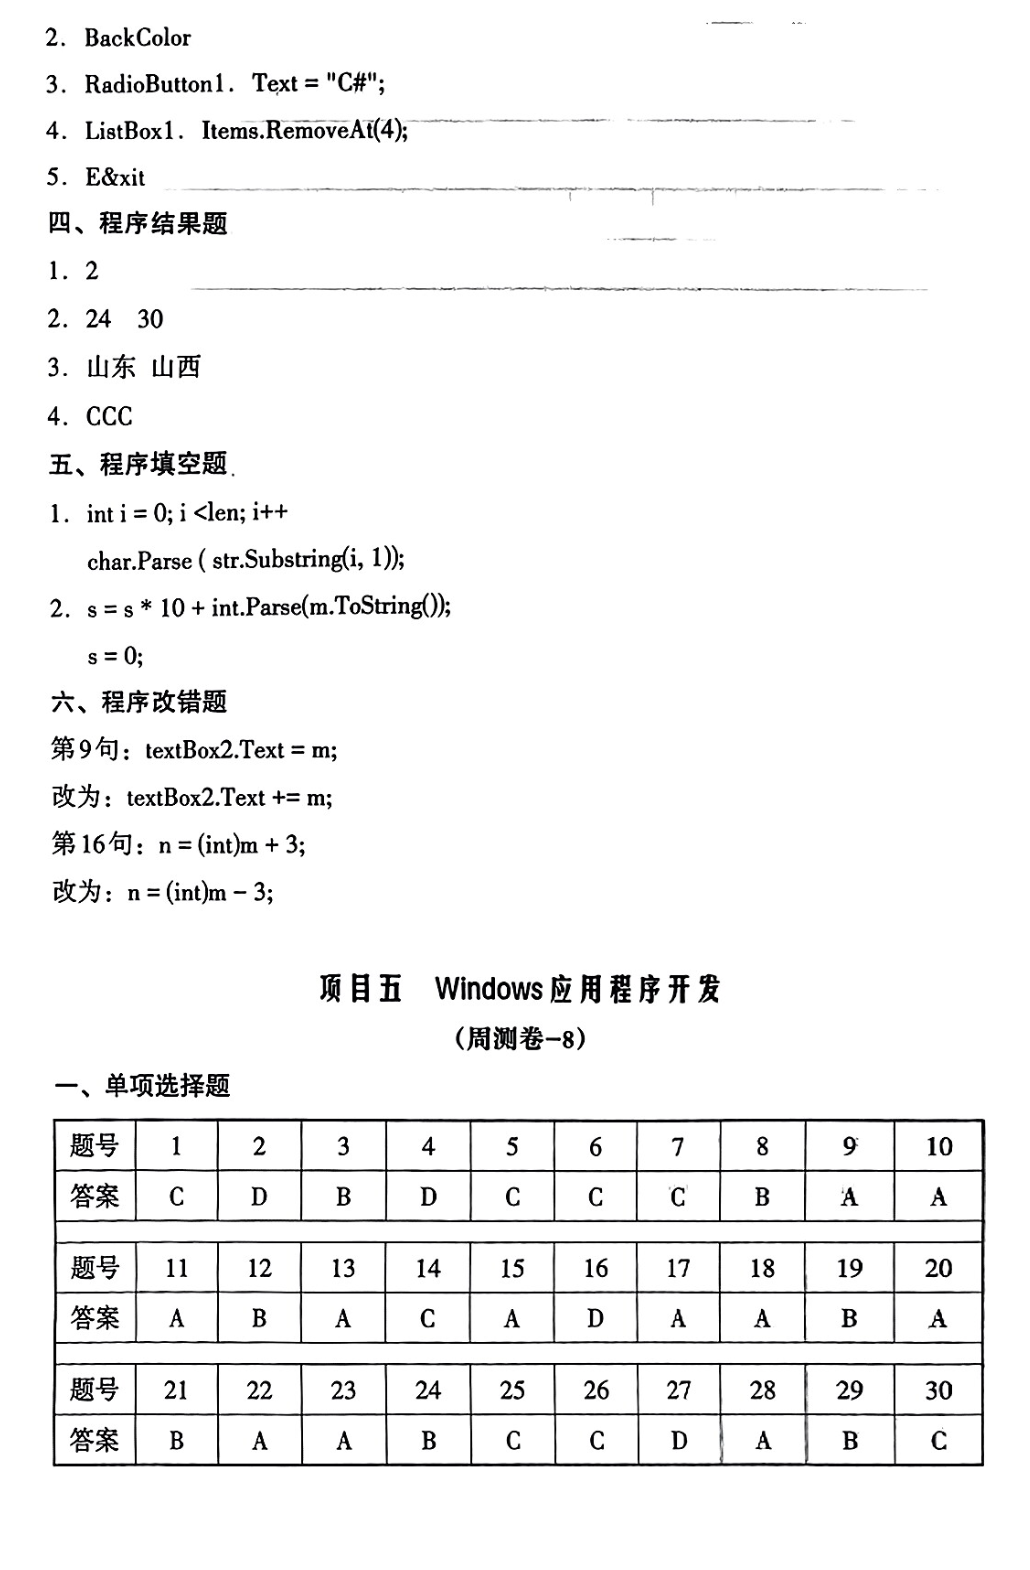 2. BackColor
3. RadioButton1. Text = "C#";
4. ListBox1. Items.RemoveAt(4);
5. E&xit
四、程序结果题
1. 2
2. 24 30
3. 山东 山西
4. CCC
五、程序填空题
1. int i = 0; i <len; i++
char.Parse ( str.Substring(i, 1));
2. s = s * 10 + int.Parse(m.ToString());
s = 0;
六、程序改错题
第9句：textBox2.Text = m;
改为：textBox2.Text += m;
第16句：n = (int)m + 3;
改为：n = (int)m − 3;
项目五 Windows应用程序开发
（周测卷−8）
一、单项选择题
题号 1 2 3 4 5 6 7 8 9 10
答案 C D B D C C C B A A
题号 11 12 13 14 15 16 17 18 19 20
答案 A B A C A D A A B A
题号 21 22 23 24 25 26 27 28 29 30
答案 B A A B C C D A B C